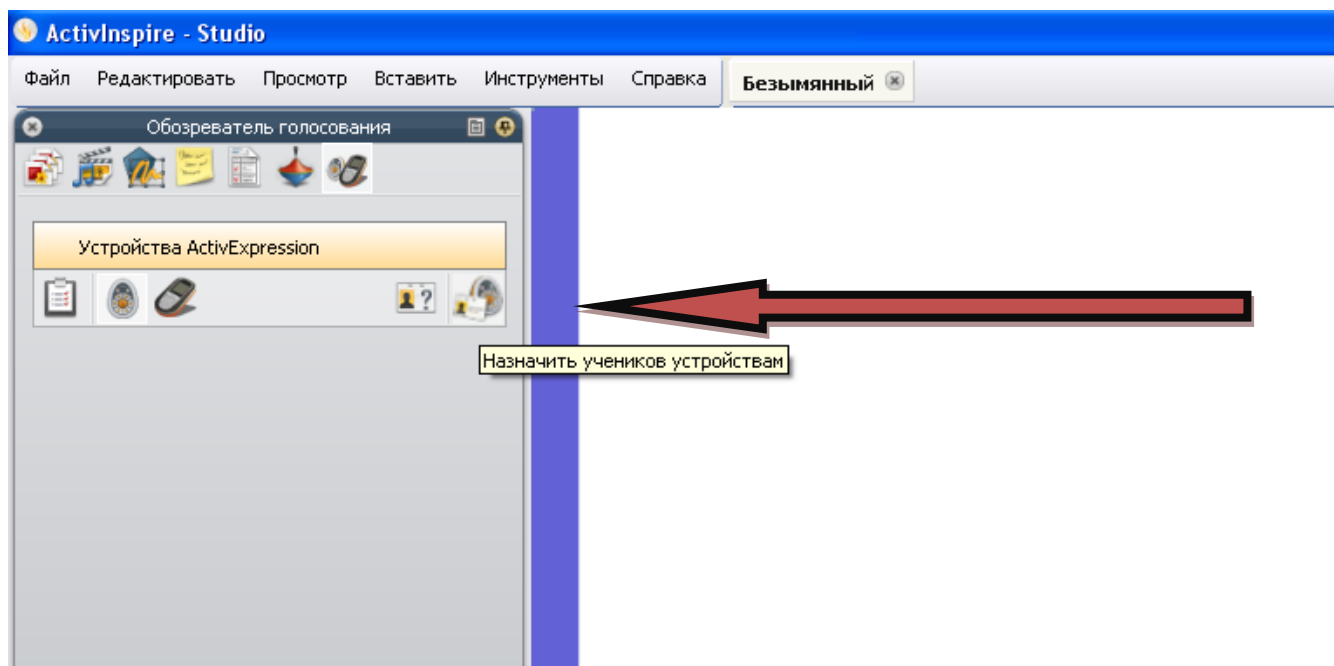 ActivInspire - Studio
Файл Редактировать Просмотр Вставить Инструменты Справка Безымянный
Обозреватель голосования
Устройства ActivExpression
?
Назначить учеников устройствам